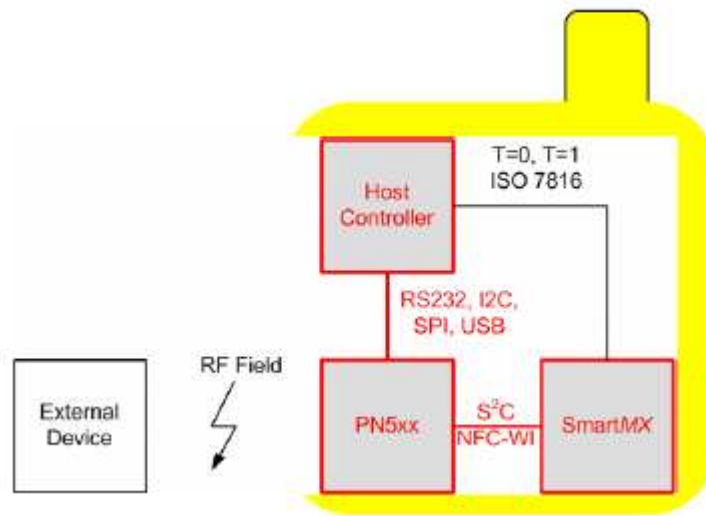 T=0, T=1
ISO 7816
Host
Controller
RS232, I2C,
SPI, USB
RF Field
External
Device
PN5xx
S²C
NFC-WI
SmartMX